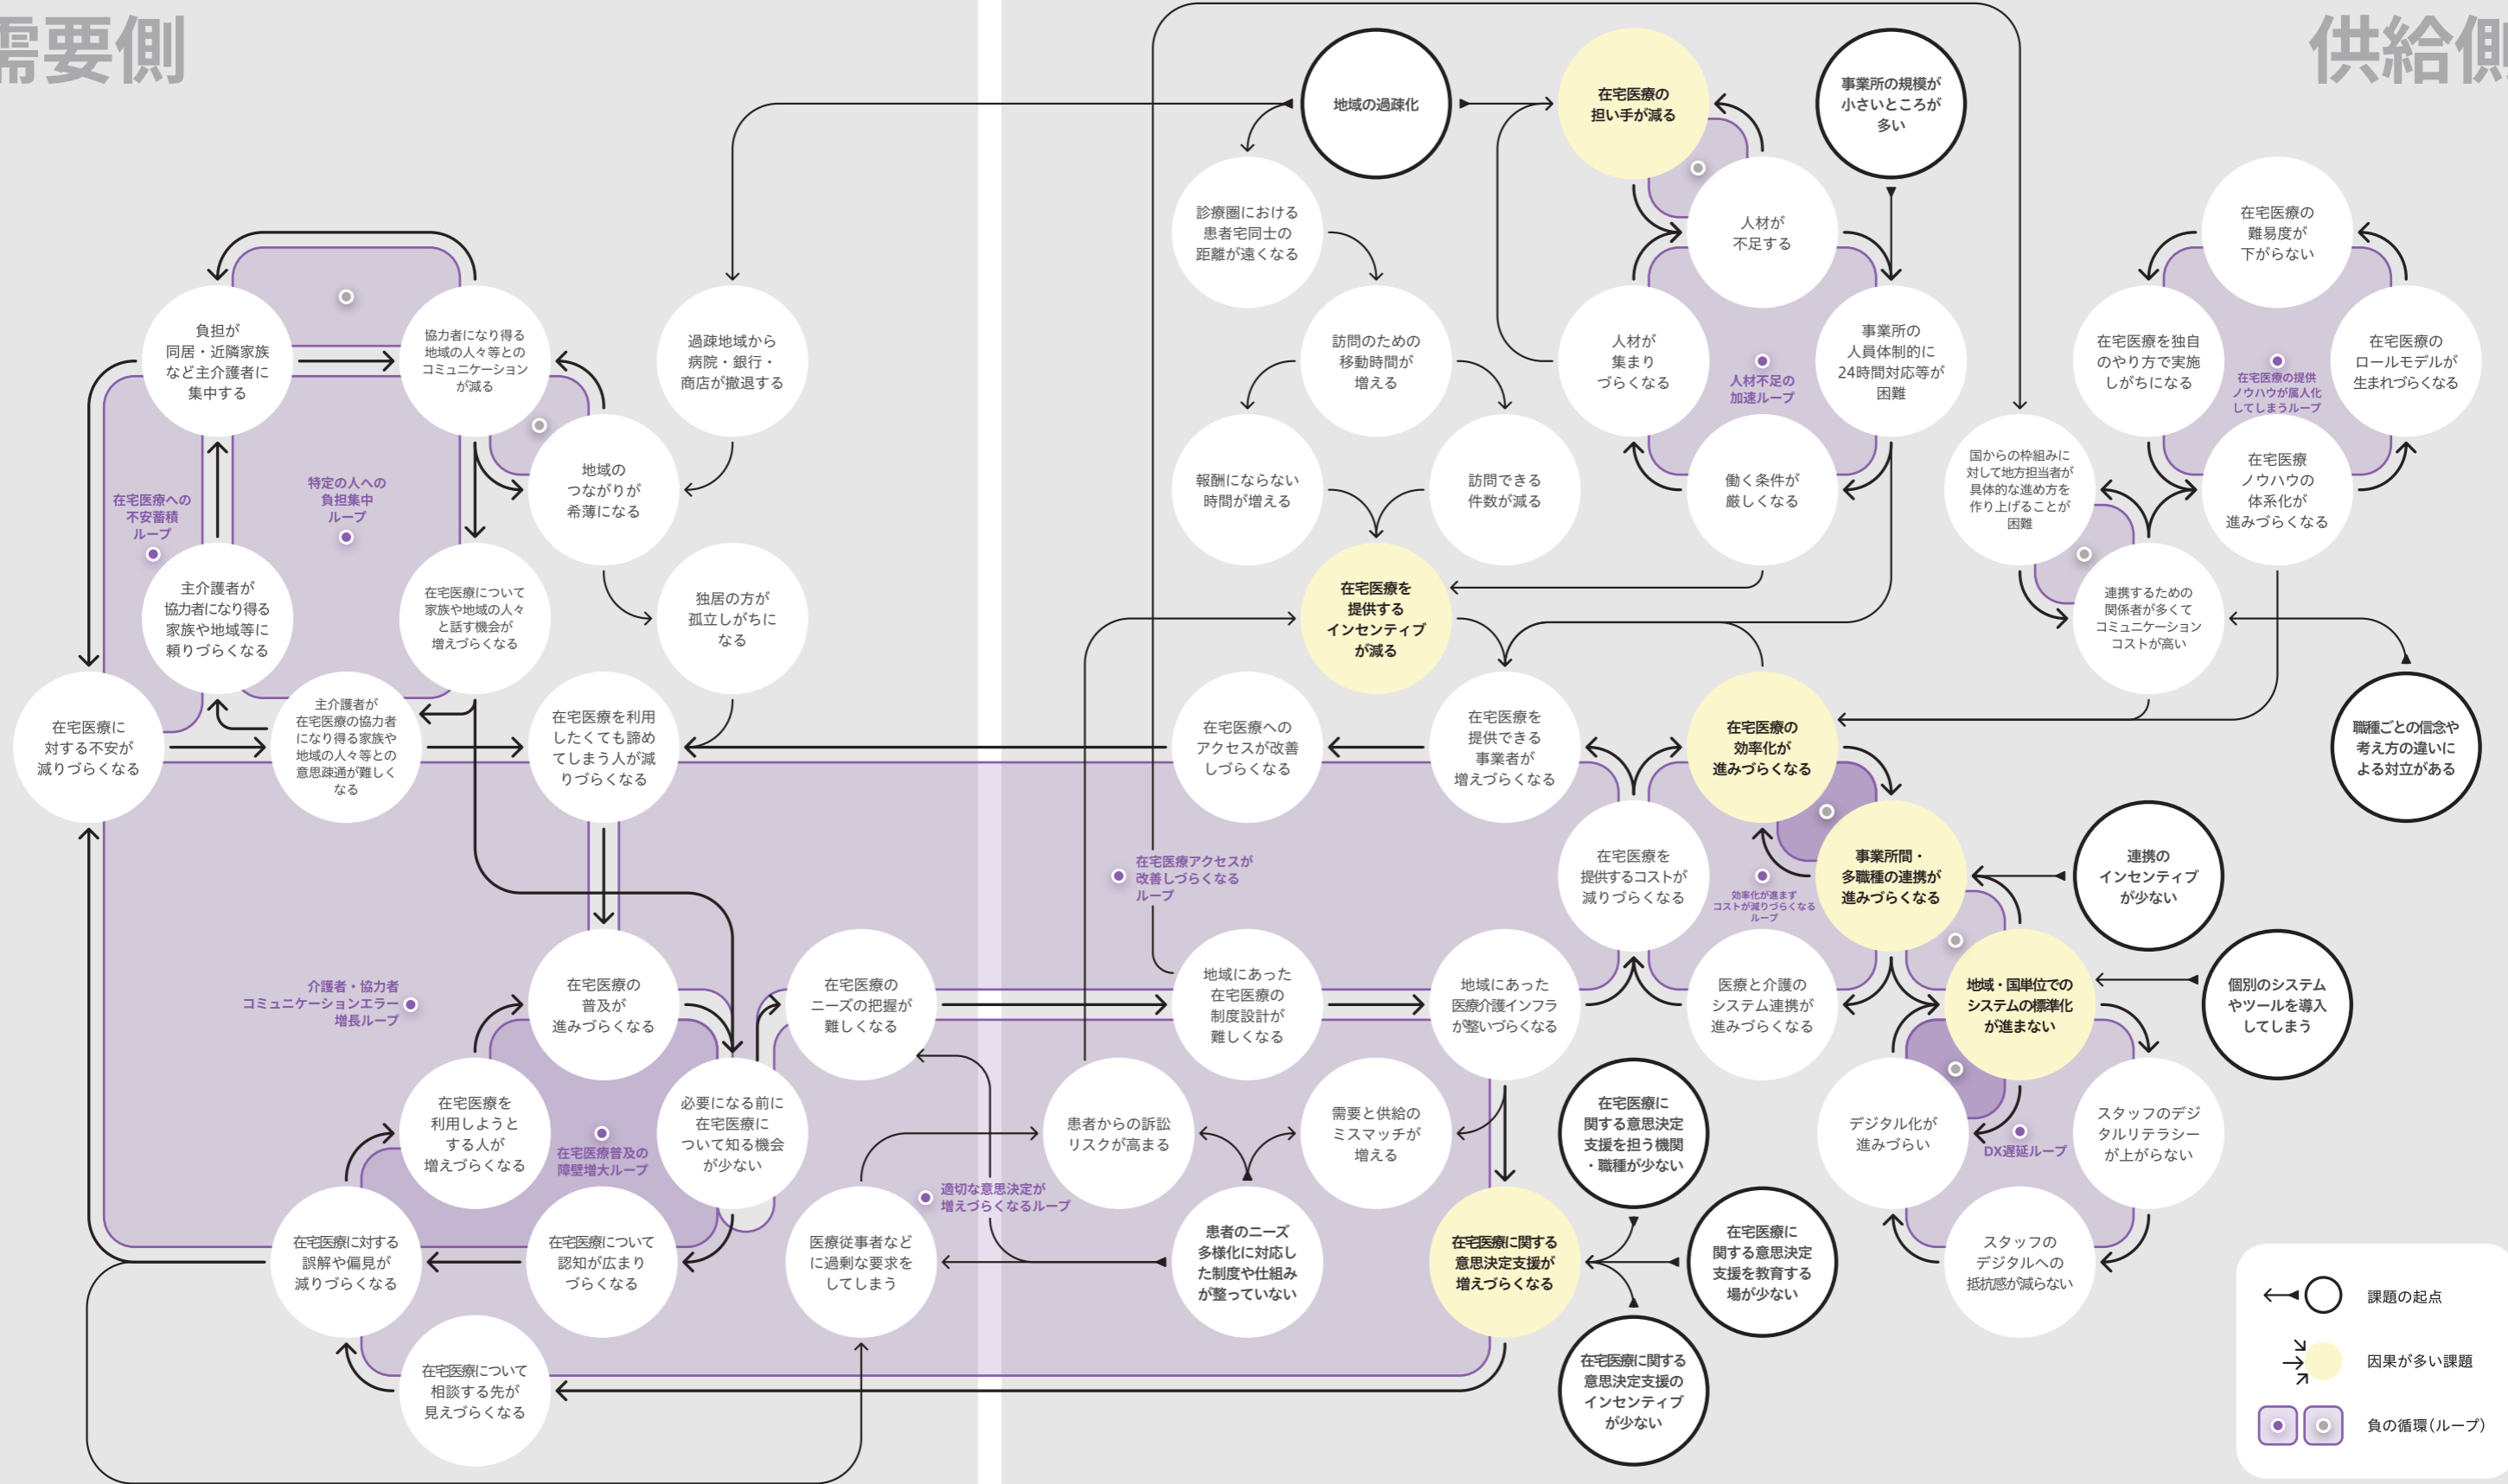 需要側
供給側
地域の過疎化
在宅医療の
担い手が減る
事業所の規模が
小さいところが
多い
診療圏における
患者宅同士の
距離が遠くなる
人材が
不足する
在宅医療の
難易度が
下がらない
負担が
同居・近隣家族
など主介護者に
集中する
協力者になり得る
地域の人々等との
コミュニケーション
が減る
過疎地域から
病院・銀行・
商店が撤退する
訪問のための
移動時間が
増える
人材が
集まり
づらくなる
人材不足の
加速ループ
事業所の
人員体制的に
24時間対応等が
困難
在宅医療を独自
のやり方で実施
しがちになる
在宅医療の提供
ノウハウが属人化
してしまうループ
在宅医療の
ロールモデルが
生まれづらくなる
在宅医療への
不安蓄積
ループ
特定の人への
負担集中
ループ
地域の
つながりが
希薄になる
報酬にならない
時間が増える
訪問できる
件数が減る
働く条件が
厳しくなる
国からの枠組みに
対して地方担当者が
具体的な進め方を
作り上げることが
困難
在宅医療
ノウハウの
体系化が
進みづらくなる
主介護者が
協力者になり得る
家族や地域等に
頼りづらくなる
在宅医療について
家族や地域の人々
と話す機会が
増えづらくなる
独居の方が
孤立しがちに
なる
在宅医療を
提供する
インセンティブ
が減る
連携するための
関係者が多くて
コミュニケーション
コストが高い
在宅医療に
対する不安が
減りづらくなる
主介護者が
在宅医療の協力者
になり得る家族や
地域の人々等との
意思疎通が難しく
なる
在宅医療を利用
したくても諦め
てしまう人が減
りづらくなる
在宅医療への
アクセスが改善
しづらくなる
在宅医療を
提供できる
事業者が
増えづらくなる
在宅医療の
効率化が
進みづらくなる
職種ごとの信念や
考え方の違いに
よる対立がある
在宅医療アクセスが
改善しづらくなる
ループ
在宅医療を
提供するコストが
減りづらくなる
効率化が進まず
コストが減りづらくなる
ループ
事業所間・
多職種の連携が
進みづらくなる
連携の
インセンティブ
が少ない
介護者・協力者
コミュニケーションエラー
増長ループ
在宅医療の
普及が
進みづらくなる
在宅医療の
ニーズの把握が
難しくなる
地域にあった
在宅医療の
制度設計が
難しくなる
地域にあった
医療介護インフラ
が整いづらくなる
医療と介護の
システム連携が
進みづらくなる
地域・国単位での
システムの標準化
が進まない
個別のシステム
やツールを導入
してしまう
在宅医療を
利用しようと
する人が
増えづらくなる
在宅医療普及の
障壁増大ループ
必要になる前に
在宅医療に
ついて知る機会
が少ない
患者からの訴訟
リスクが高まる
需要と供給の
ミスマッチが
増える
在宅医療に
関する意思決定
支援を担う機関
・職種が少ない
デジタル化が
進みづらい
DX遅延ループ
スタッフのデジ
タルリテラシー
が上がらない
適切な意思決定が
増えづらくなるループ
在宅医療に対する
誤解や偏見が
減りづらくなる
在宅医療について
認知が広まり
づらくなる
医療従事者など
に過剰な要求を
してしまう
患者のニーズ
多様化に対応し
た制度や仕組み
が整っていない
在宅医療に関する
意思決定支援が
増えづらくなる
在宅医療に
関する意思決定
支援を教育する
場が少ない
スタッフの
デジタルへの
抵抗感が減らない
在宅医療について
相談する先が
見えづらくなる
在宅医療に関する
意思決定支援の
インセンティブ
が少ない
課題の起点
因果が多い課題
負の循環(ループ)